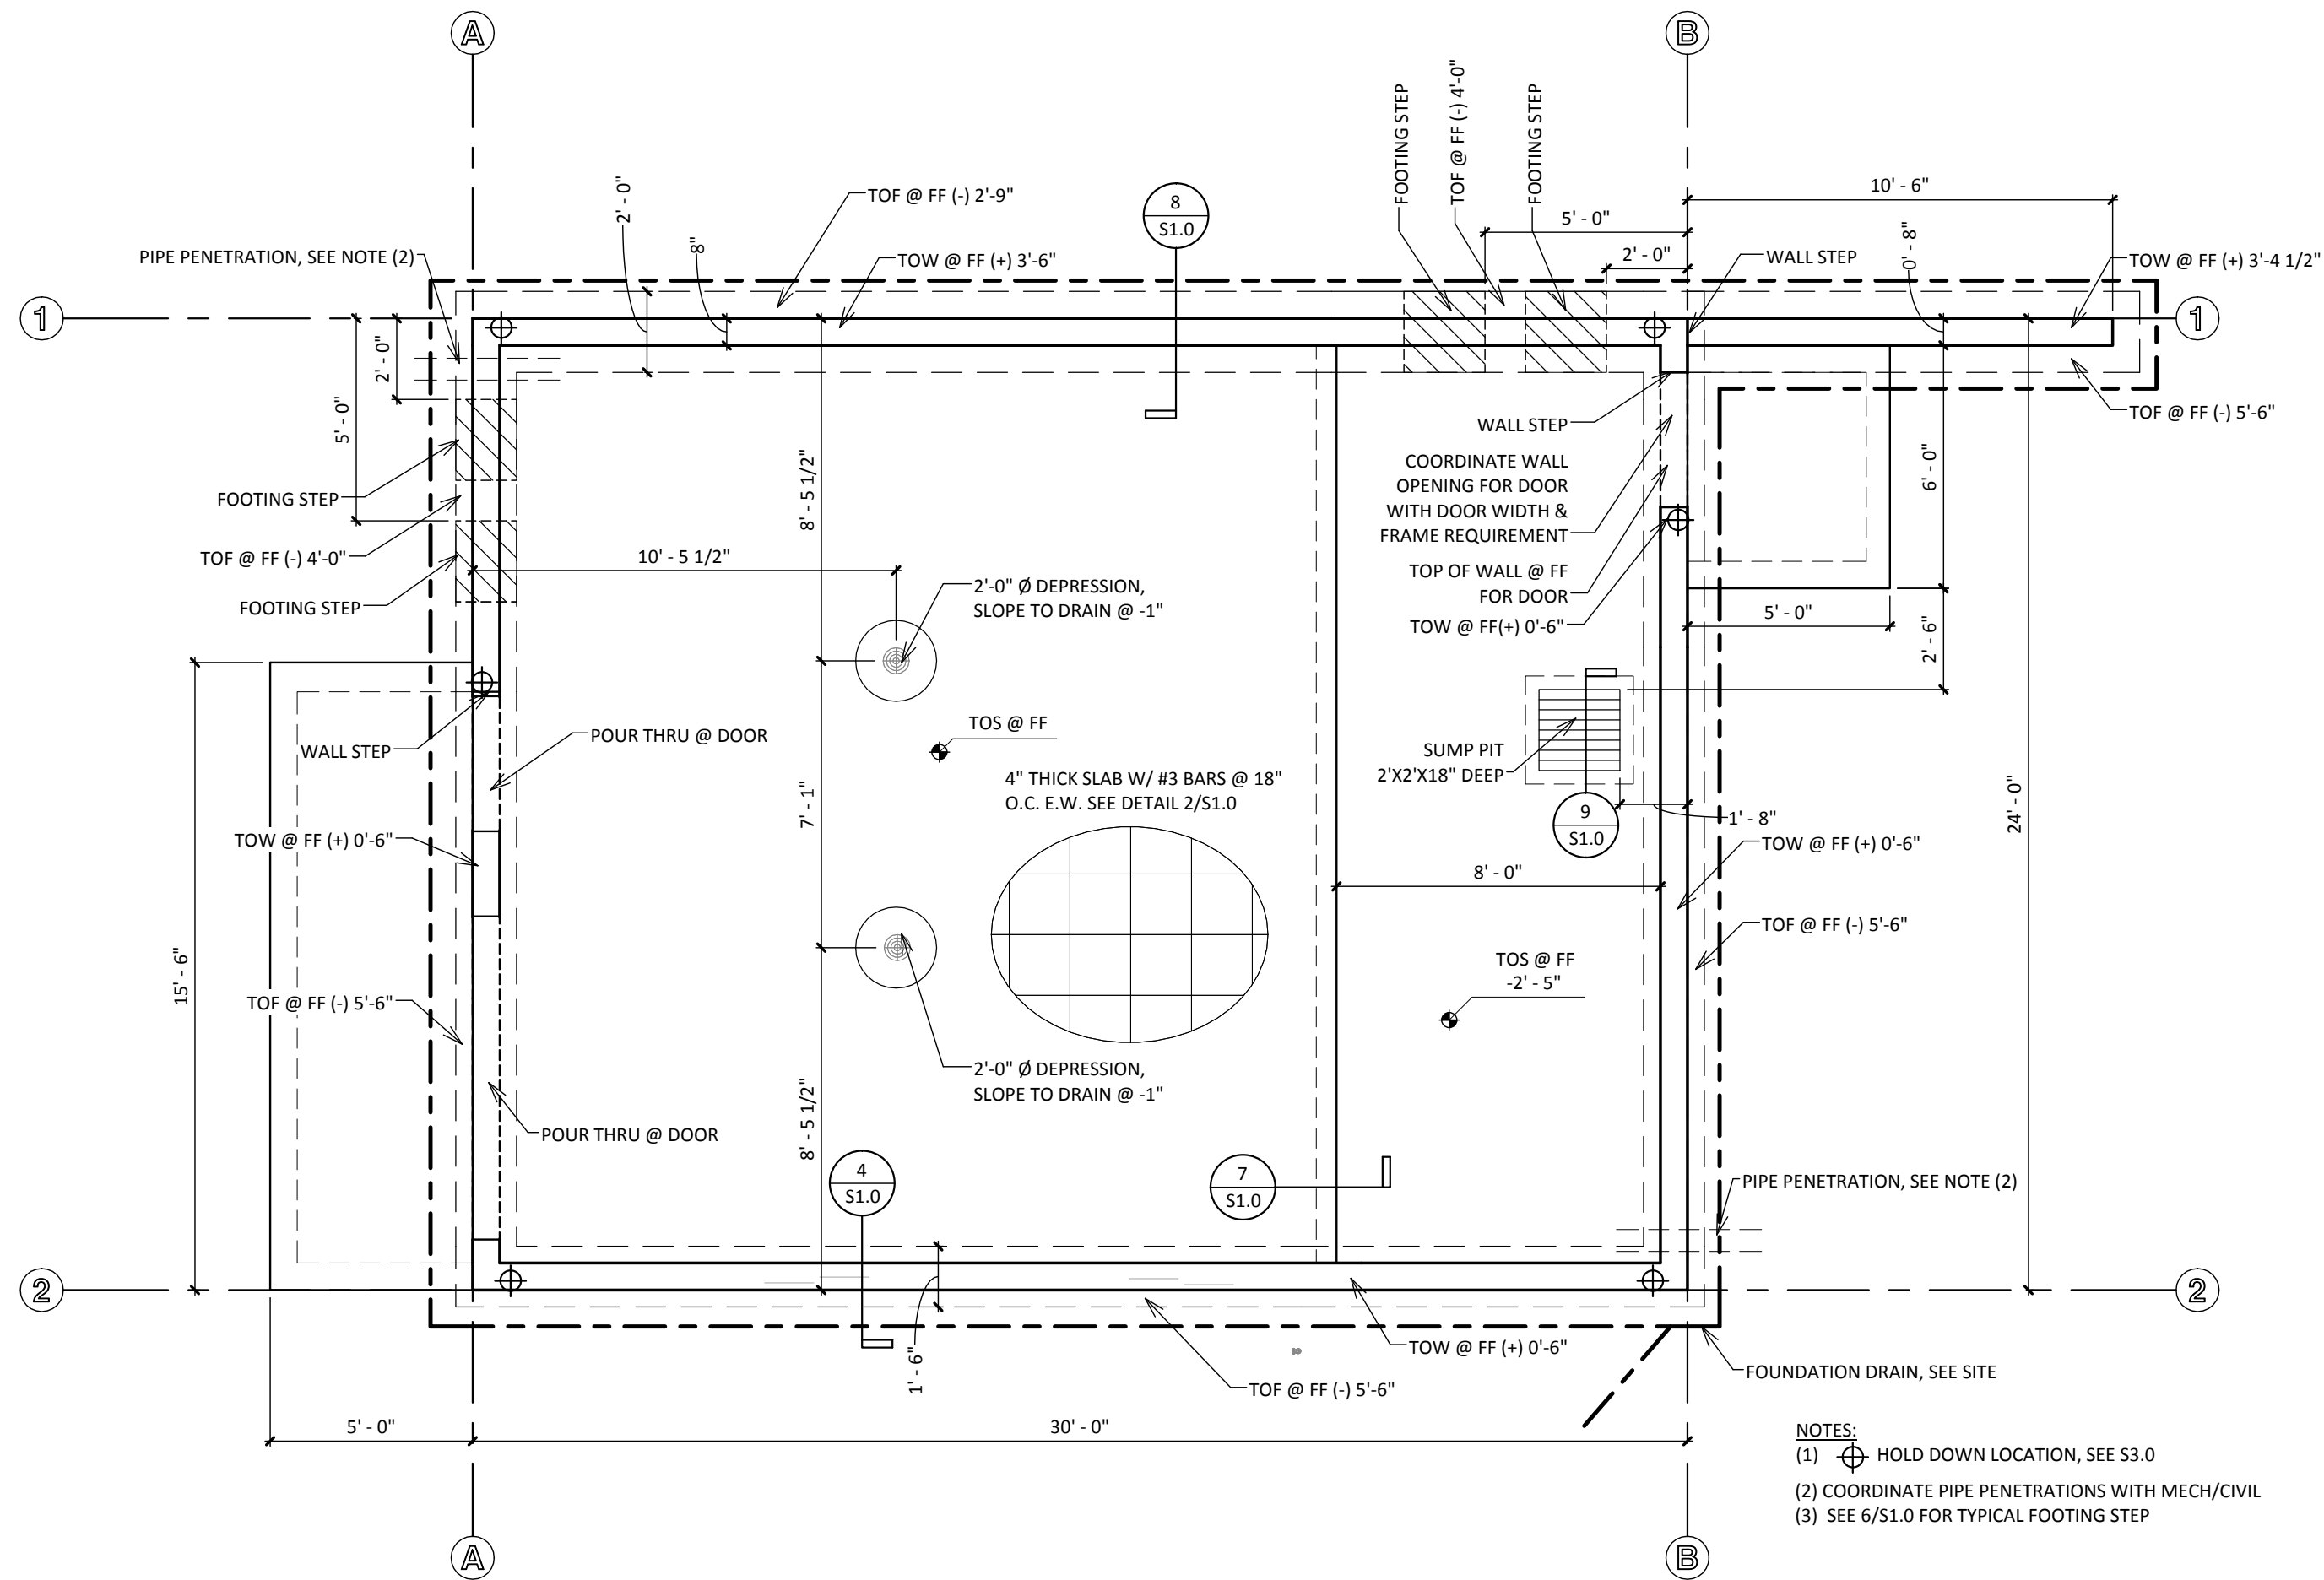 A
B
FOOTING STEP
TOF @ FF (-) 4'-0"
FOOTING STEP
10' - 6"
2' - 0"
TOF @ FF (-) 2'-9"
8
S1.0
5' - 0"
8"
PIPE PENETRATION, SEE NOTE (2)
TOW @ FF (+) 3'-6"
2' - 0"
WALL STEP
0' - 8"
TOW @ FF (+) 3'-4 1/2"
1
1
2' - 0"
5' - 0"
TOF @ FF (-) 5'-6"
WALL STEP
COORDINATE WALL
OPENING FOR DOOR
WITH DOOR WIDTH &
FRAME REQUIREMENT
6' - 0"
8' - 5 1/2"
FOOTING STEP
TOF @ FF (-) 4'-0"
10' - 5 1/2"
TOP OF WALL @ FF
FOR DOOR
2'-0" Ø DEPRESSION,
SLOPE TO DRAIN @ -1"
FOOTING STEP
TOW @ FF(+) 0'-6"
5' - 0"
2' - 6"
POUR THRU @ DOOR
TOS @ FF
WALL STEP
SUMP PIT
2'X2'X18" DEEP
4" THICK SLAB W/ #3 BARS @ 18"
O.C. E.W. SEE DETAIL 2/S1.0
7' - 1"
24' - 0"
9
S1.0
1' - 8"
TOW @ FF (+) 0'-6"
TOW @ FF (+) 0'-6"
8' - 0"
TOF @ FF (-) 5'-6"
15' - 6"
TOS @ FF
-2' - 5"
TOF @ FF (-) 5'-6"
2'-0" Ø DEPRESSION,
SLOPE TO DRAIN @ -1"
8' - 5 1/2"
POUR THRU @ DOOR
4
S1.0
7
S1.0
PIPE PENETRATION, SEE NOTE (2)
2
2
1' - 6"
TOW @ FF (+) 0'-6"
FOUNDATION DRAIN, SEE SITE
TOF @ FF (-) 5'-6"
5' - 0"
30' - 0"
NOTES:
(1) HOLD DOWN LOCATION, SEE S3.0
(2) COORDINATE PIPE PENETRATIONS WITH MECH/CIVIL
(3) SEE 6/S1.0 FOR TYPICAL FOOTING STEP
A
B